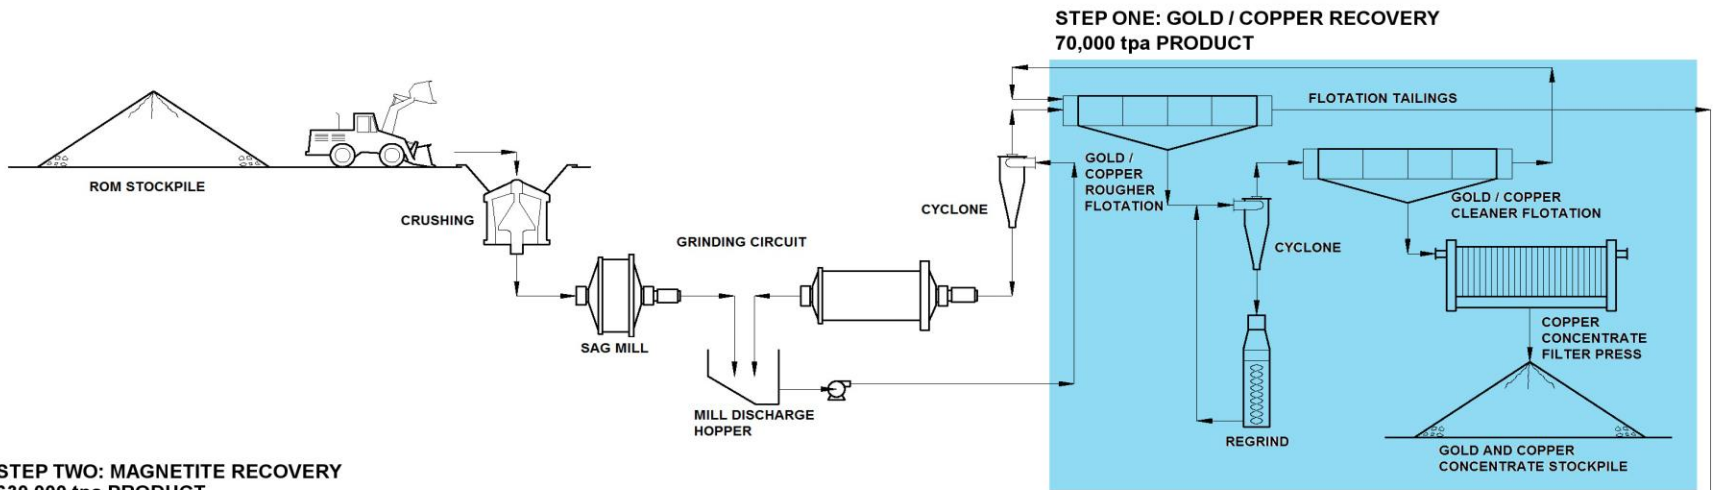 STEP ONE: GOLD / COPPER RECOVERY
70,000 tpa PRODUCT
FLOTATION TAILINGS
ROM STOCKPILE
CRUSHING
GRINDING CIRCUIT
SAG MILL
MILL DISCHARGE
HOPPER
CYCLONE
GOLD /
COPPER
ROUGHER
FLOTATION
GOLD / COPPER
CLEANER FLOTATION
CYCLONE
REGRIND
COPPER
CONCENTRATE
FILTER PRESS
GOLD AND COPPER
CONCENTRATE STOCKPILE
STEP TWO: MAGNETITE RECOVERY
tpa PRODUCT